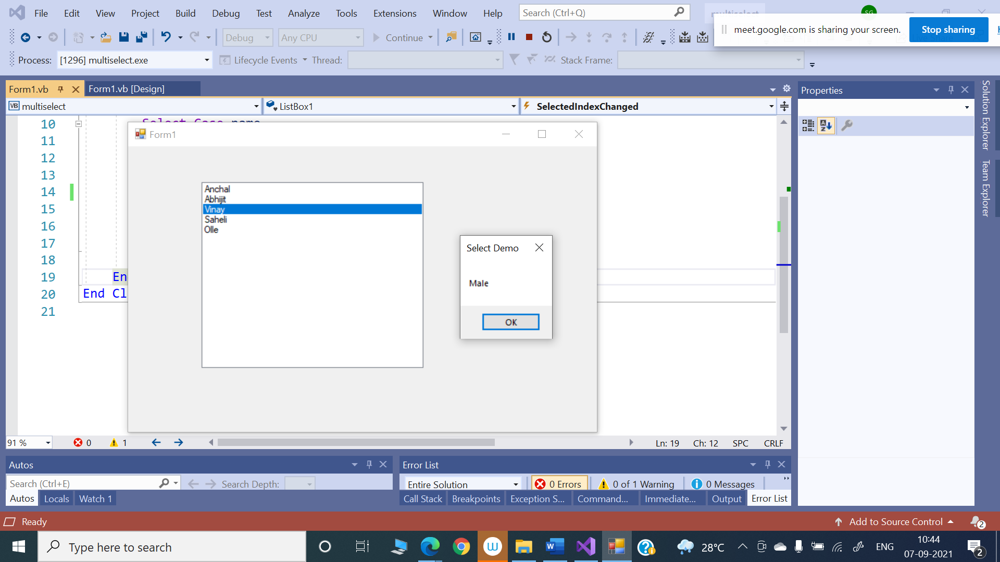 File Edit View Project Build Debug Test Analyze Tools Extensions Window Help Search (Ctrl+Q) SG
meet.google.com is sharing your screen. Stop sharing
Debug Any CPU Continue
Process: [1296] multiselect.exe Lifecycle Events Thread: Stack Frame:
Form1.vb Form1.vb [Design]
VB multiselect ListBox1 SelectedIndexChanged
Properties
Solution Explorer
Team Explorer
10 Select Case name
11
12
13
14
15
16
17
18
19 En
20 End Cl
21
Form1
Anchal
Abhijit
Vinay
Saheli
Olle
Select Demo
Male
OK
91 % 0 1 Ln: 19 Ch: 12 SPC CRLF
Autos
Search (Ctrl+E) Search Depth:
Autos Locals Watch 1
Error List
Entire Solution 0 Errors 0 of 1 Warning 0 Messages
Call Stack Breakpoints Exception S... Command... Immediate... Output Error List
Ready Add to Source Control 2
Type here to search
28°C ENG 10:44
07-09-2021 2